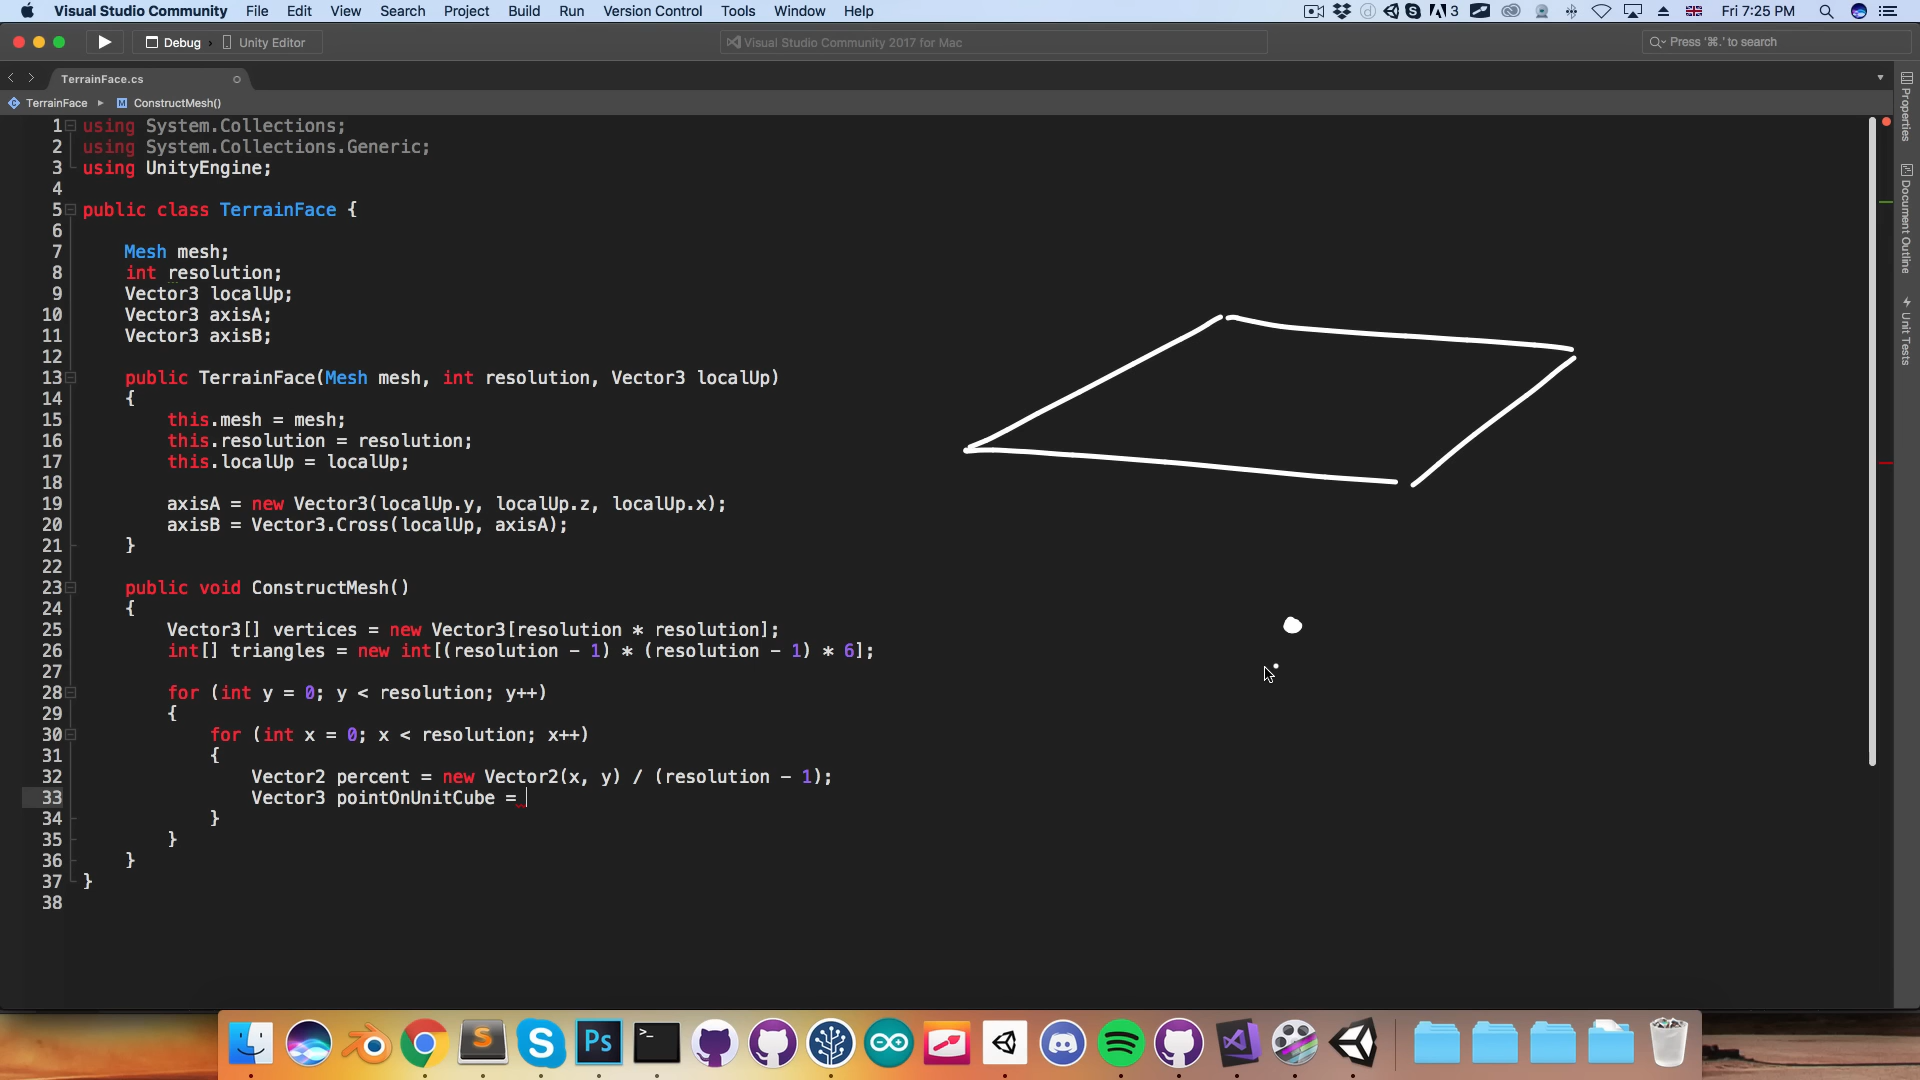 Visual Studio Community File Edit View Search Project Build Run Version Control Tools Window Help 3 Fri 7:25 PM
Debug Unity Editor Visual Studio Community 2017 for Mac Press '⌘.' to search
TerrainFace.cs
TerrainFace ConstructMesh()
Properties
Document Outline
Unit Tests
1 using System.Collections;
2 using System.Collections.Generic;
3 using UnityEngine;
4
5 public class TerrainFace {
6
7 Mesh mesh;
8 int resolution;
9 Vector3 localUp;
10 Vector3 axisA;
11 Vector3 axisB;
12
13 public TerrainFace(Mesh mesh, int resolution, Vector3 localUp)
14 {
15 this.mesh = mesh;
16 this.resolution = resolution;
17 this.localUp = localUp;
18
19 axisA = new Vector3(localUp.y, localUp.z, localUp.x);
20 axisB = Vector3.Cross(localUp, axisA);
21 }
22
23 public void ConstructMesh()
24 {
25 Vector3[] vertices = new Vector3[resolution * resolution];
26 int[] triangles = new int[(resolution - 1) * (resolution - 1) * 6];
27
28 for (int y = 0; y < resolution; y++)
29 {
30 for (int x = 0; x < resolution; x++)
31 {
32 Vector2 percent = new Vector2(x, y) / (resolution - 1);
33 Vector3 pointOnUnitCube =
34 }
35 }
36 }
37 }
38
Ps